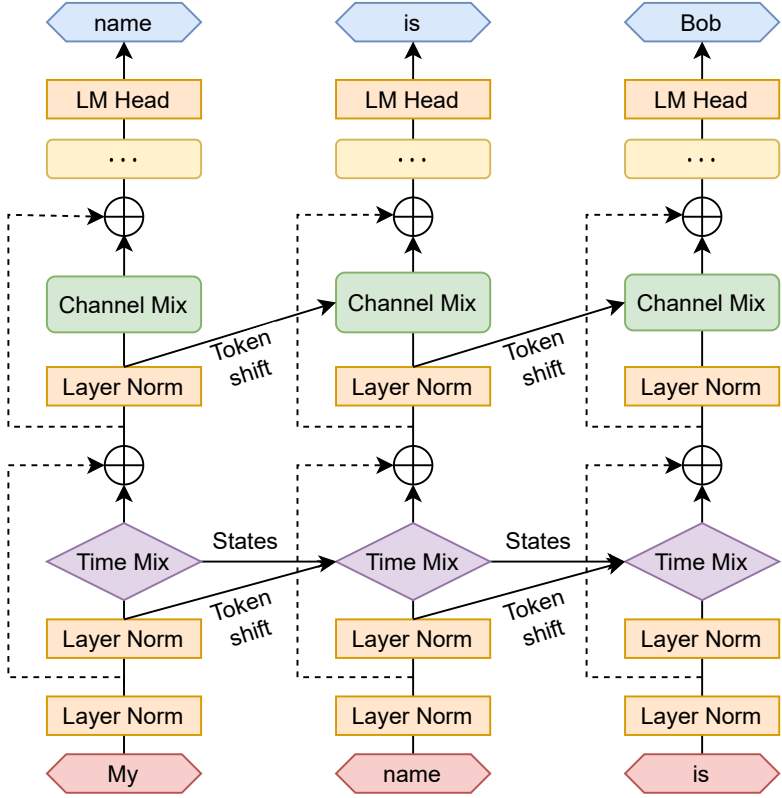 name
is
Bob
LM Head
LM Head
LM Head
...
...
...
Channel Mix
Channel Mix
Channel Mix
Token
shift
Token
shift
Layer Norm
Layer Norm
Layer Norm
States
States
Time Mix
Time Mix
Time Mix
Token
shift
Token
shift
Layer Norm
Layer Norm
Layer Norm
Layer Norm
Layer Norm
Layer Norm
My
name
is